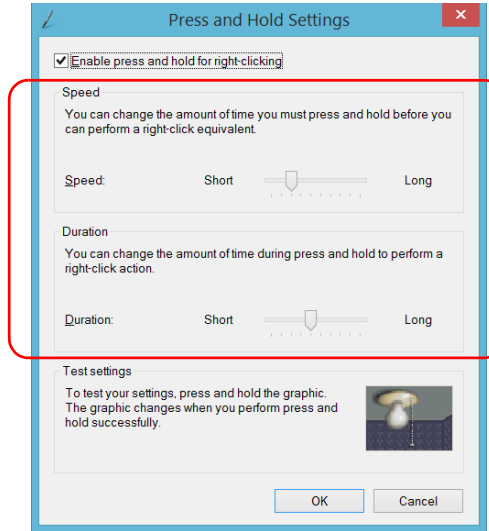 Press and Hold Settings
Enable press and hold for right-clicking
Speed
You can change the amount of time you must press and hold before you
can perform a right-click equivalent.
Speed: Short Long
Duration
You can change the amount of time during press and hold to perform a
right-click action.
Duration: Short Long
Test settings
To test your settings, press and hold the graphic.
The graphic changes when you perform press and
hold successfully.
OK Cancel